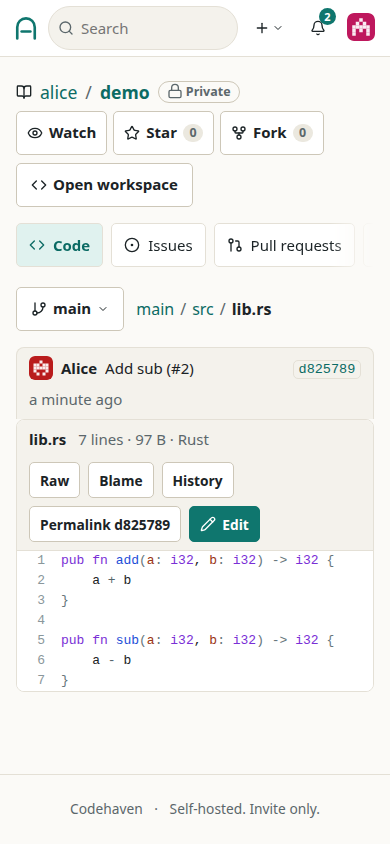 Search
2
alice / demo Private
Watch Star 0 Fork 0
Open workspace
Code Issues Pull requests
main main / src / lib.rs
Alice Add sub (#2) d825789
a minute ago
lib.rs 7 lines · 97 B · Rust
Raw Blame History
Permalink d825789 Edit
1 pub fn add(a: i32, b: i32) -> i32 {
2     a + b
3 }
4
5 pub fn sub(a: i32, b: i32) -> i32 {
6     a - b
7 }
Codehaven · Self-hosted. Invite only.